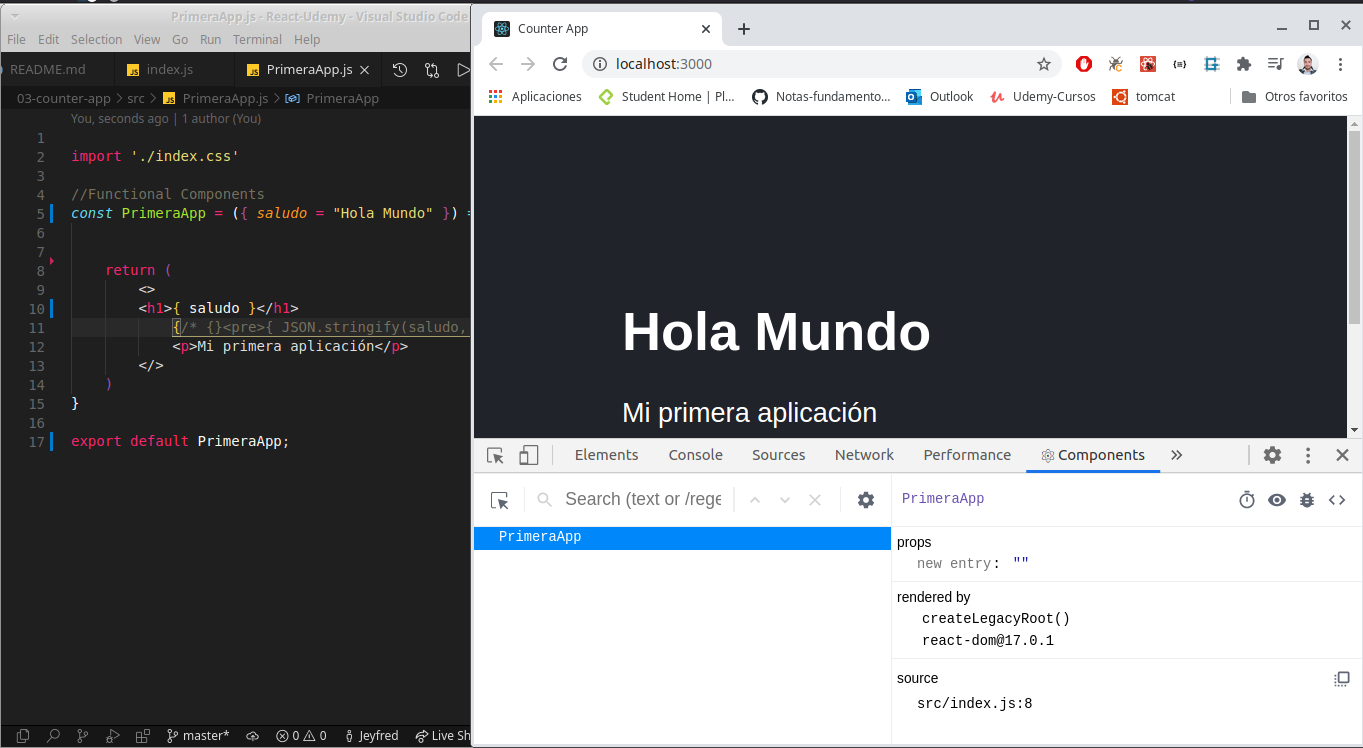 PrimeraApp.js - React-Udemy - Visual Studio Code
File Edit Selection View Go Run Terminal Help
README.md
index.js
PrimeraApp.js
03-counter-app > src > PrimeraApp.js > PrimeraApp
You, seconds ago | 1 author (You)
1
2 import './index.css'
3
4 //Functional Components
5 const PrimeraApp = ({ saludo = "Hola Mundo" }) =
6
7
8 return (
9 <>
10 <h1>{ saludo }</h1>
11 {/* {}<pre>{ JSON.stringify(saludo,
12 <p>Mi primera aplicación</p>
13 </>
14 )
15 }
16
17 export default PrimeraApp;
master*
0
0
Jeyfred
Live Sh
Counter App
localhost:3000
Aplicaciones
Student Home | Pl...
Notas-fundamento...
Outlook
Udemy-Cursos
tomcat
Otros favoritos
Hola Mundo
Mi primera aplicación
Elements Console Sources Network Performance Components
Search (text or /rege
PrimeraApp
PrimeraApp
props
new entry: ""
rendered by
createLegacyRoot()
react-dom@17.0.1
source
src/index.js:8